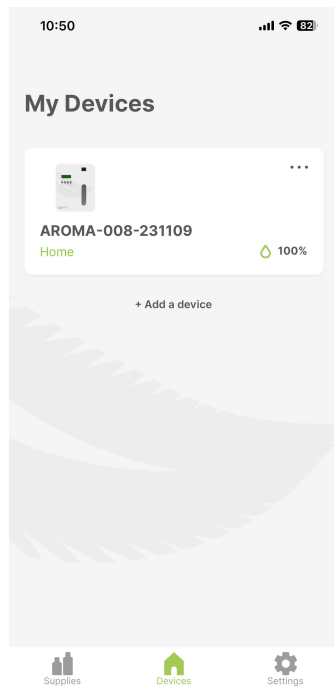 10:50
82
My Devices
AROMA-008-231109
Home
100%
+ Add a device
Supplies
Devices
Settings